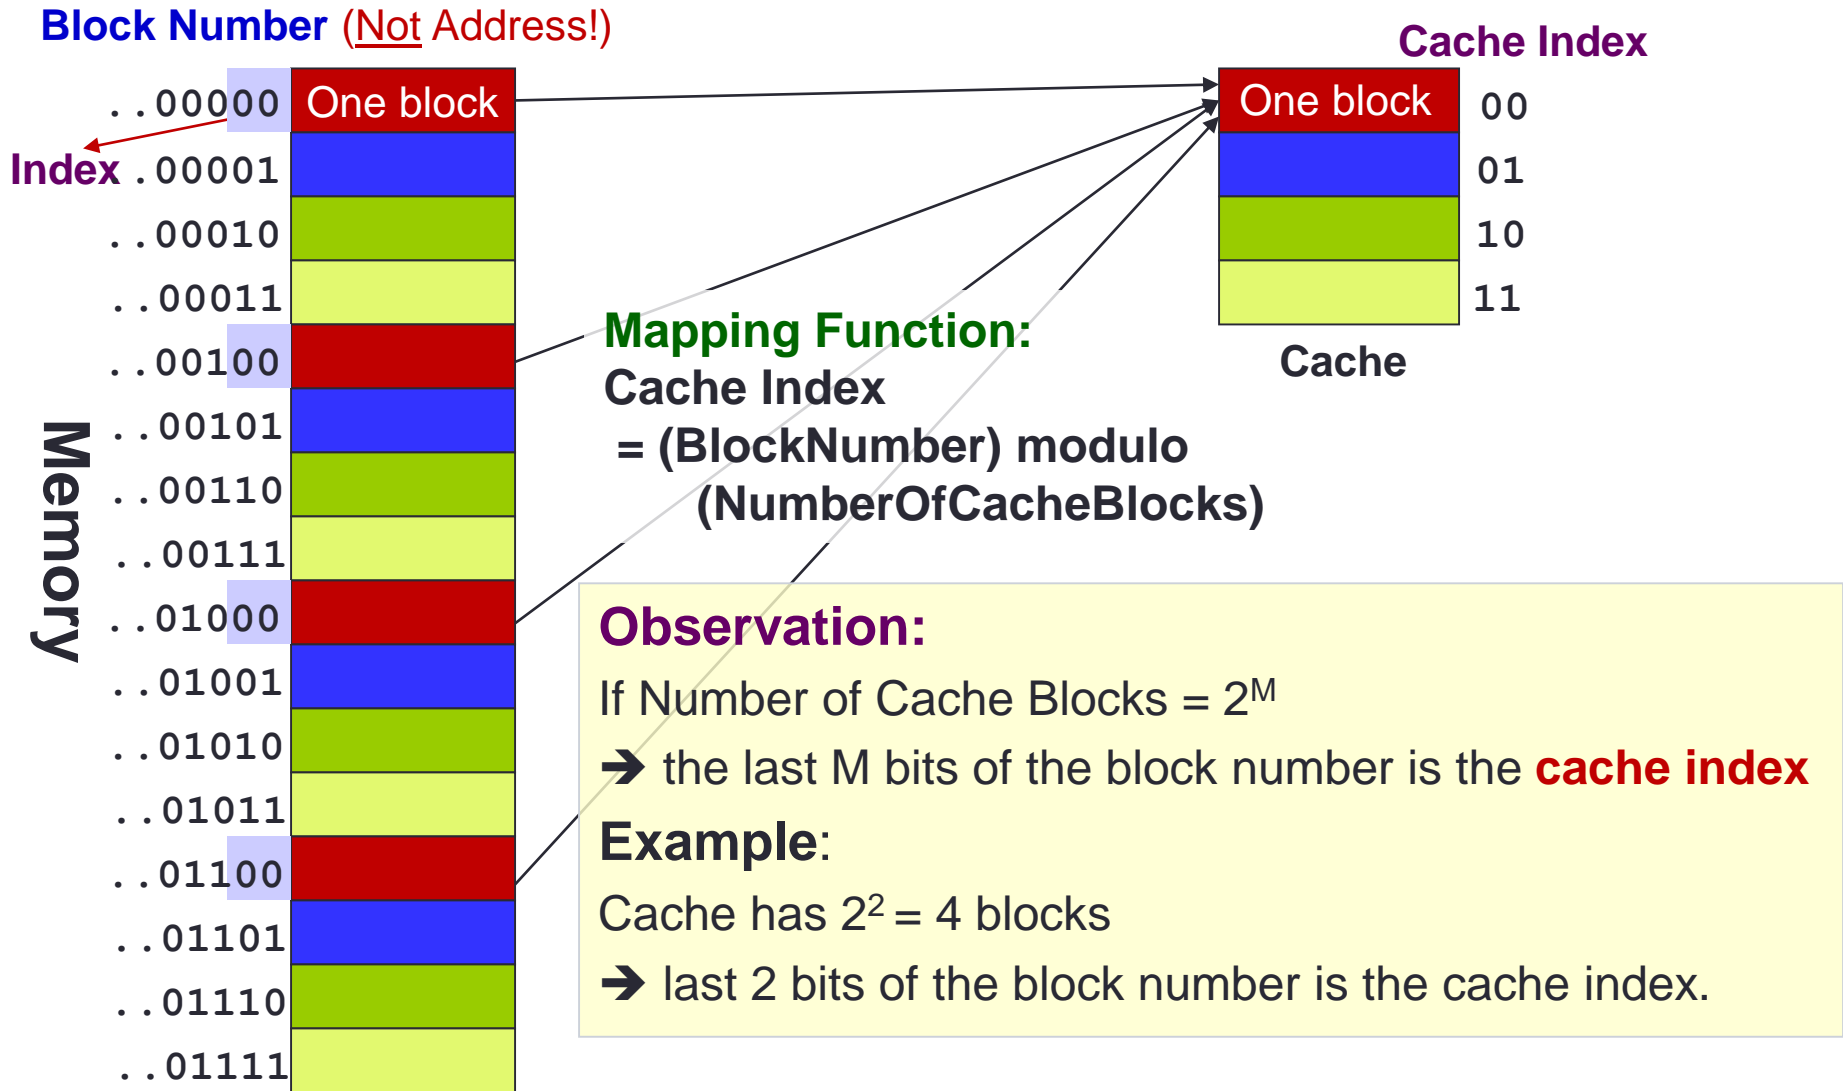 Block Number (Not Address!)
Cache Index
..00000 One block
One block 00
Index .00001
01
..00010
10
..00011
11
..00100
Cache
..00101
..00110
..00111
..01000
..01001
..01010
..01011
..01100
..01101
..01110
..01111
Memory
Mapping Function:
Cache Index
= (BlockNumber) modulo
(NumberOfCacheBlocks)
Observation:
If Number of Cache Blocks = 2^M
➔ the last M bits of the block number is the cache index
Example:
Cache has 2^2 = 4 blocks
➔ last 2 bits of the block number is the cache index.